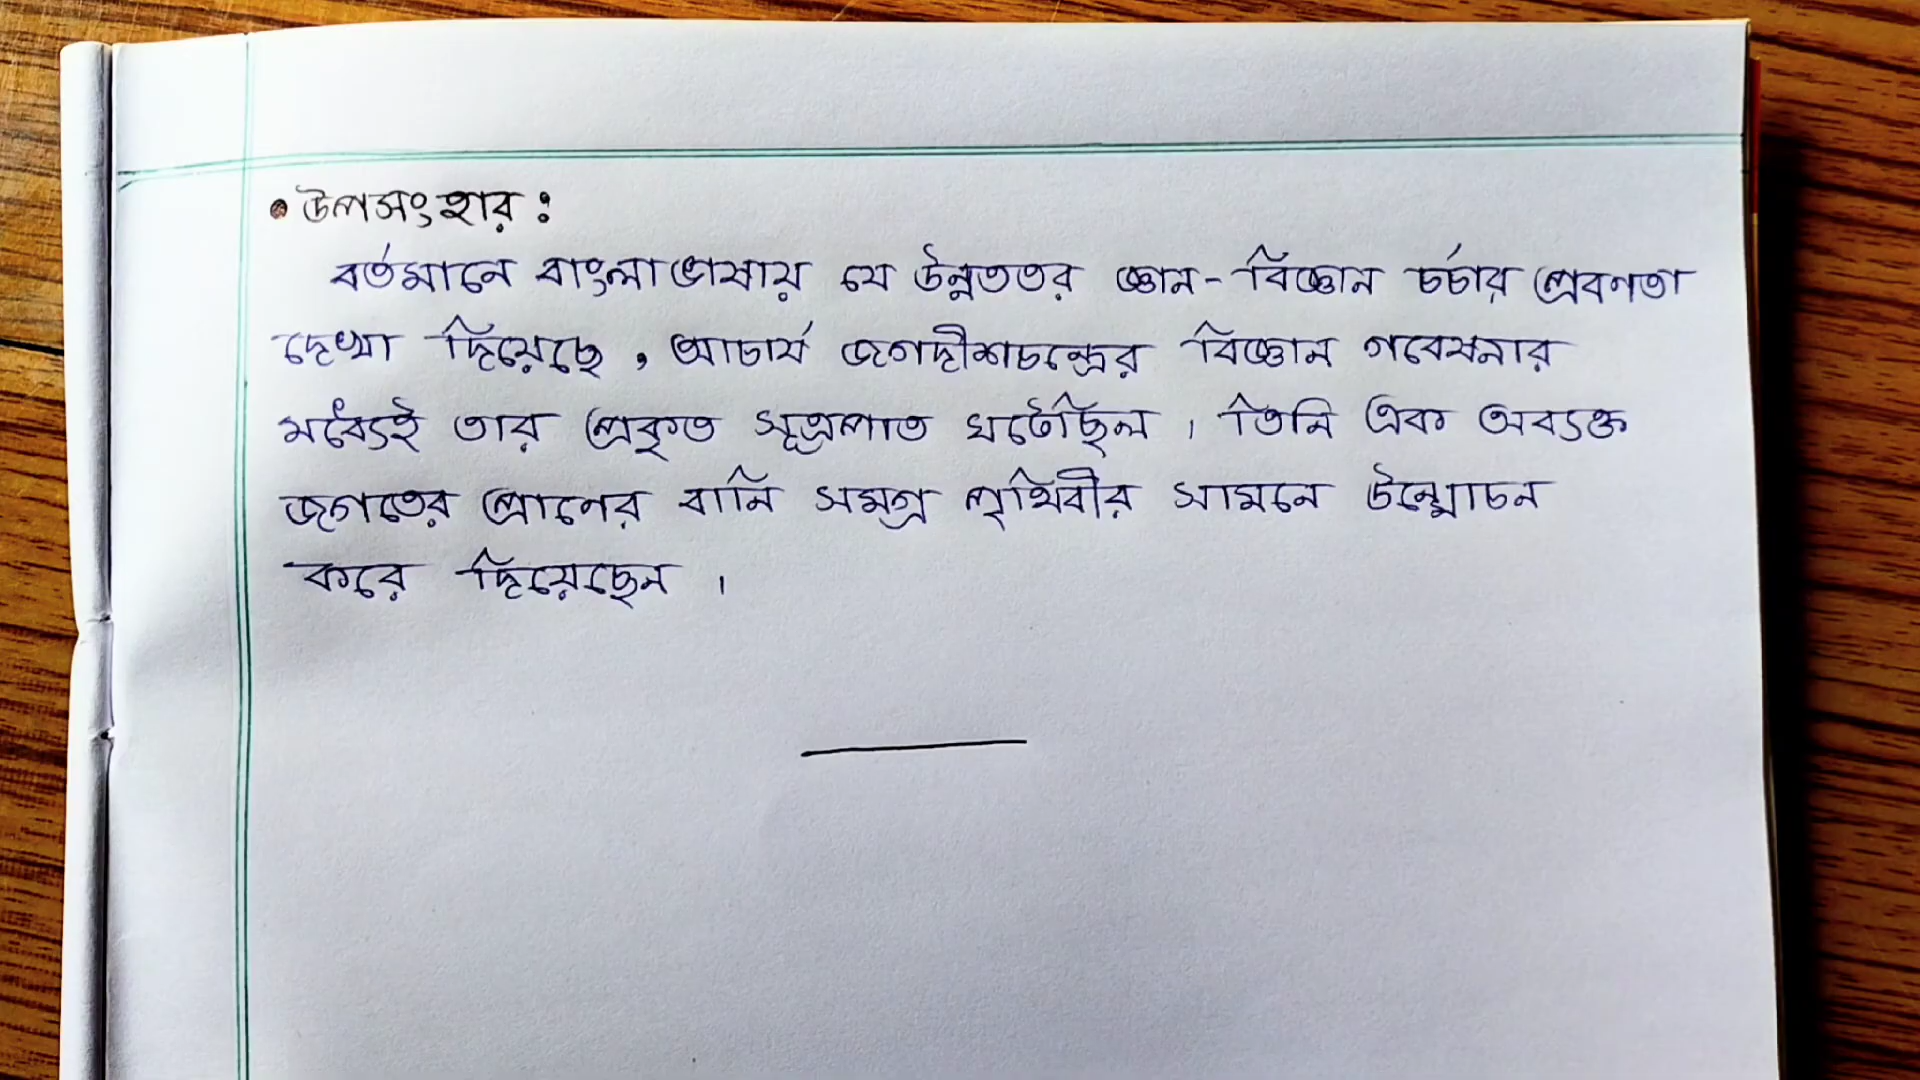 • উপসংহার :
বর্তমানে বাংলাভাষায় যে উন্নততর জ্ঞান-বিজ্ঞান চর্চার প্রবণতা
দেখা দিয়েছে, আচার্য জগদীশচন্দ্রের বিজ্ঞান গবেষনার
মধ্যেই তার প্রকৃত সূত্রপাত ঘটেছিল । তিনি এক অব্যক্ত
জগতের প্রাণের বানি সমগ্র পৃথিবীর সামনে উন্মোচন
করে দিয়েছেন ।